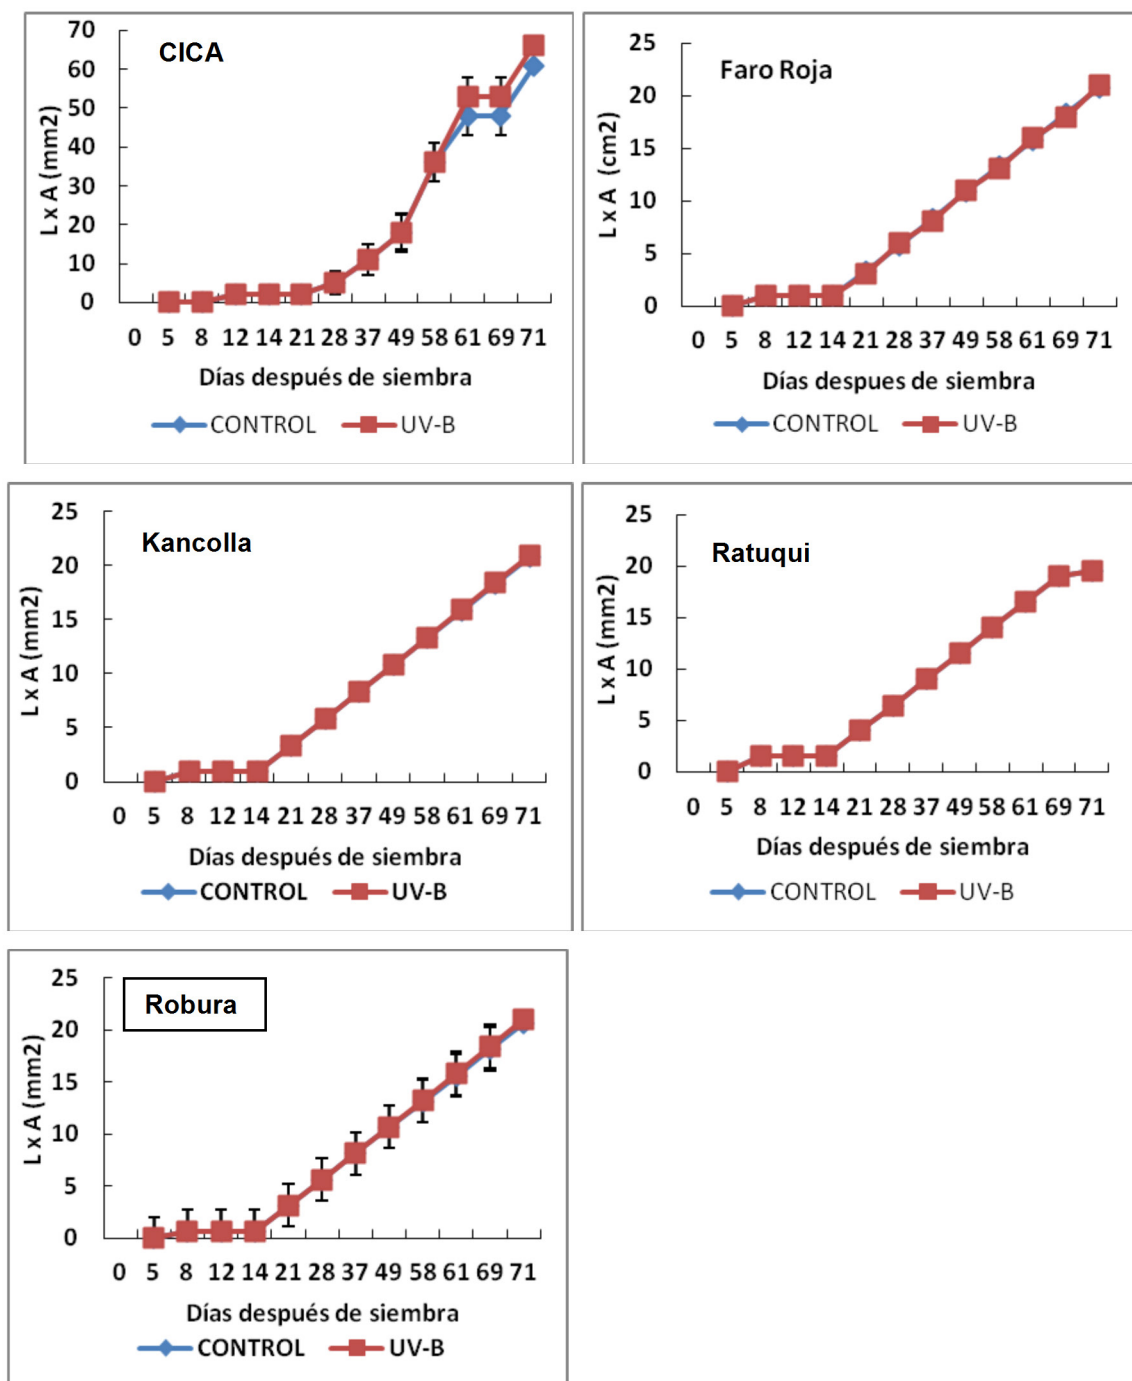 CICA
70
60
50
40
30
20
10
0
L x A (mm2)
0 5 8 12 14 21 28 37 49 58 61 69 71
Días después de siembra
CONTROL UV-B
Faro Roja
25
20
15
10
5
0
L x A (cm2)
0 5 8 12 14 21 28 37 49 58 61 69 71
Días despues de siembra
CONTROL UV-B
Kancolla
25
20
15
10
5
0
L x A (mm2)
0 5 8 12 14 21 28 37 49 58 61 69 71
Días después de siembra
CONTROL UV-B
Ratuqui
25
20
15
10
5
0
L x A (mm2)
0 5 8 12 14 21 28 37 49 58 61 69 71
Días después de siembra
CONTROL UV-B
Robura
25
20
15
10
5
0
L x A (mm2)
0 5 8 12 14 21 28 37 49 58 61 69 71
Días después de siembra
CONTROL UV-B